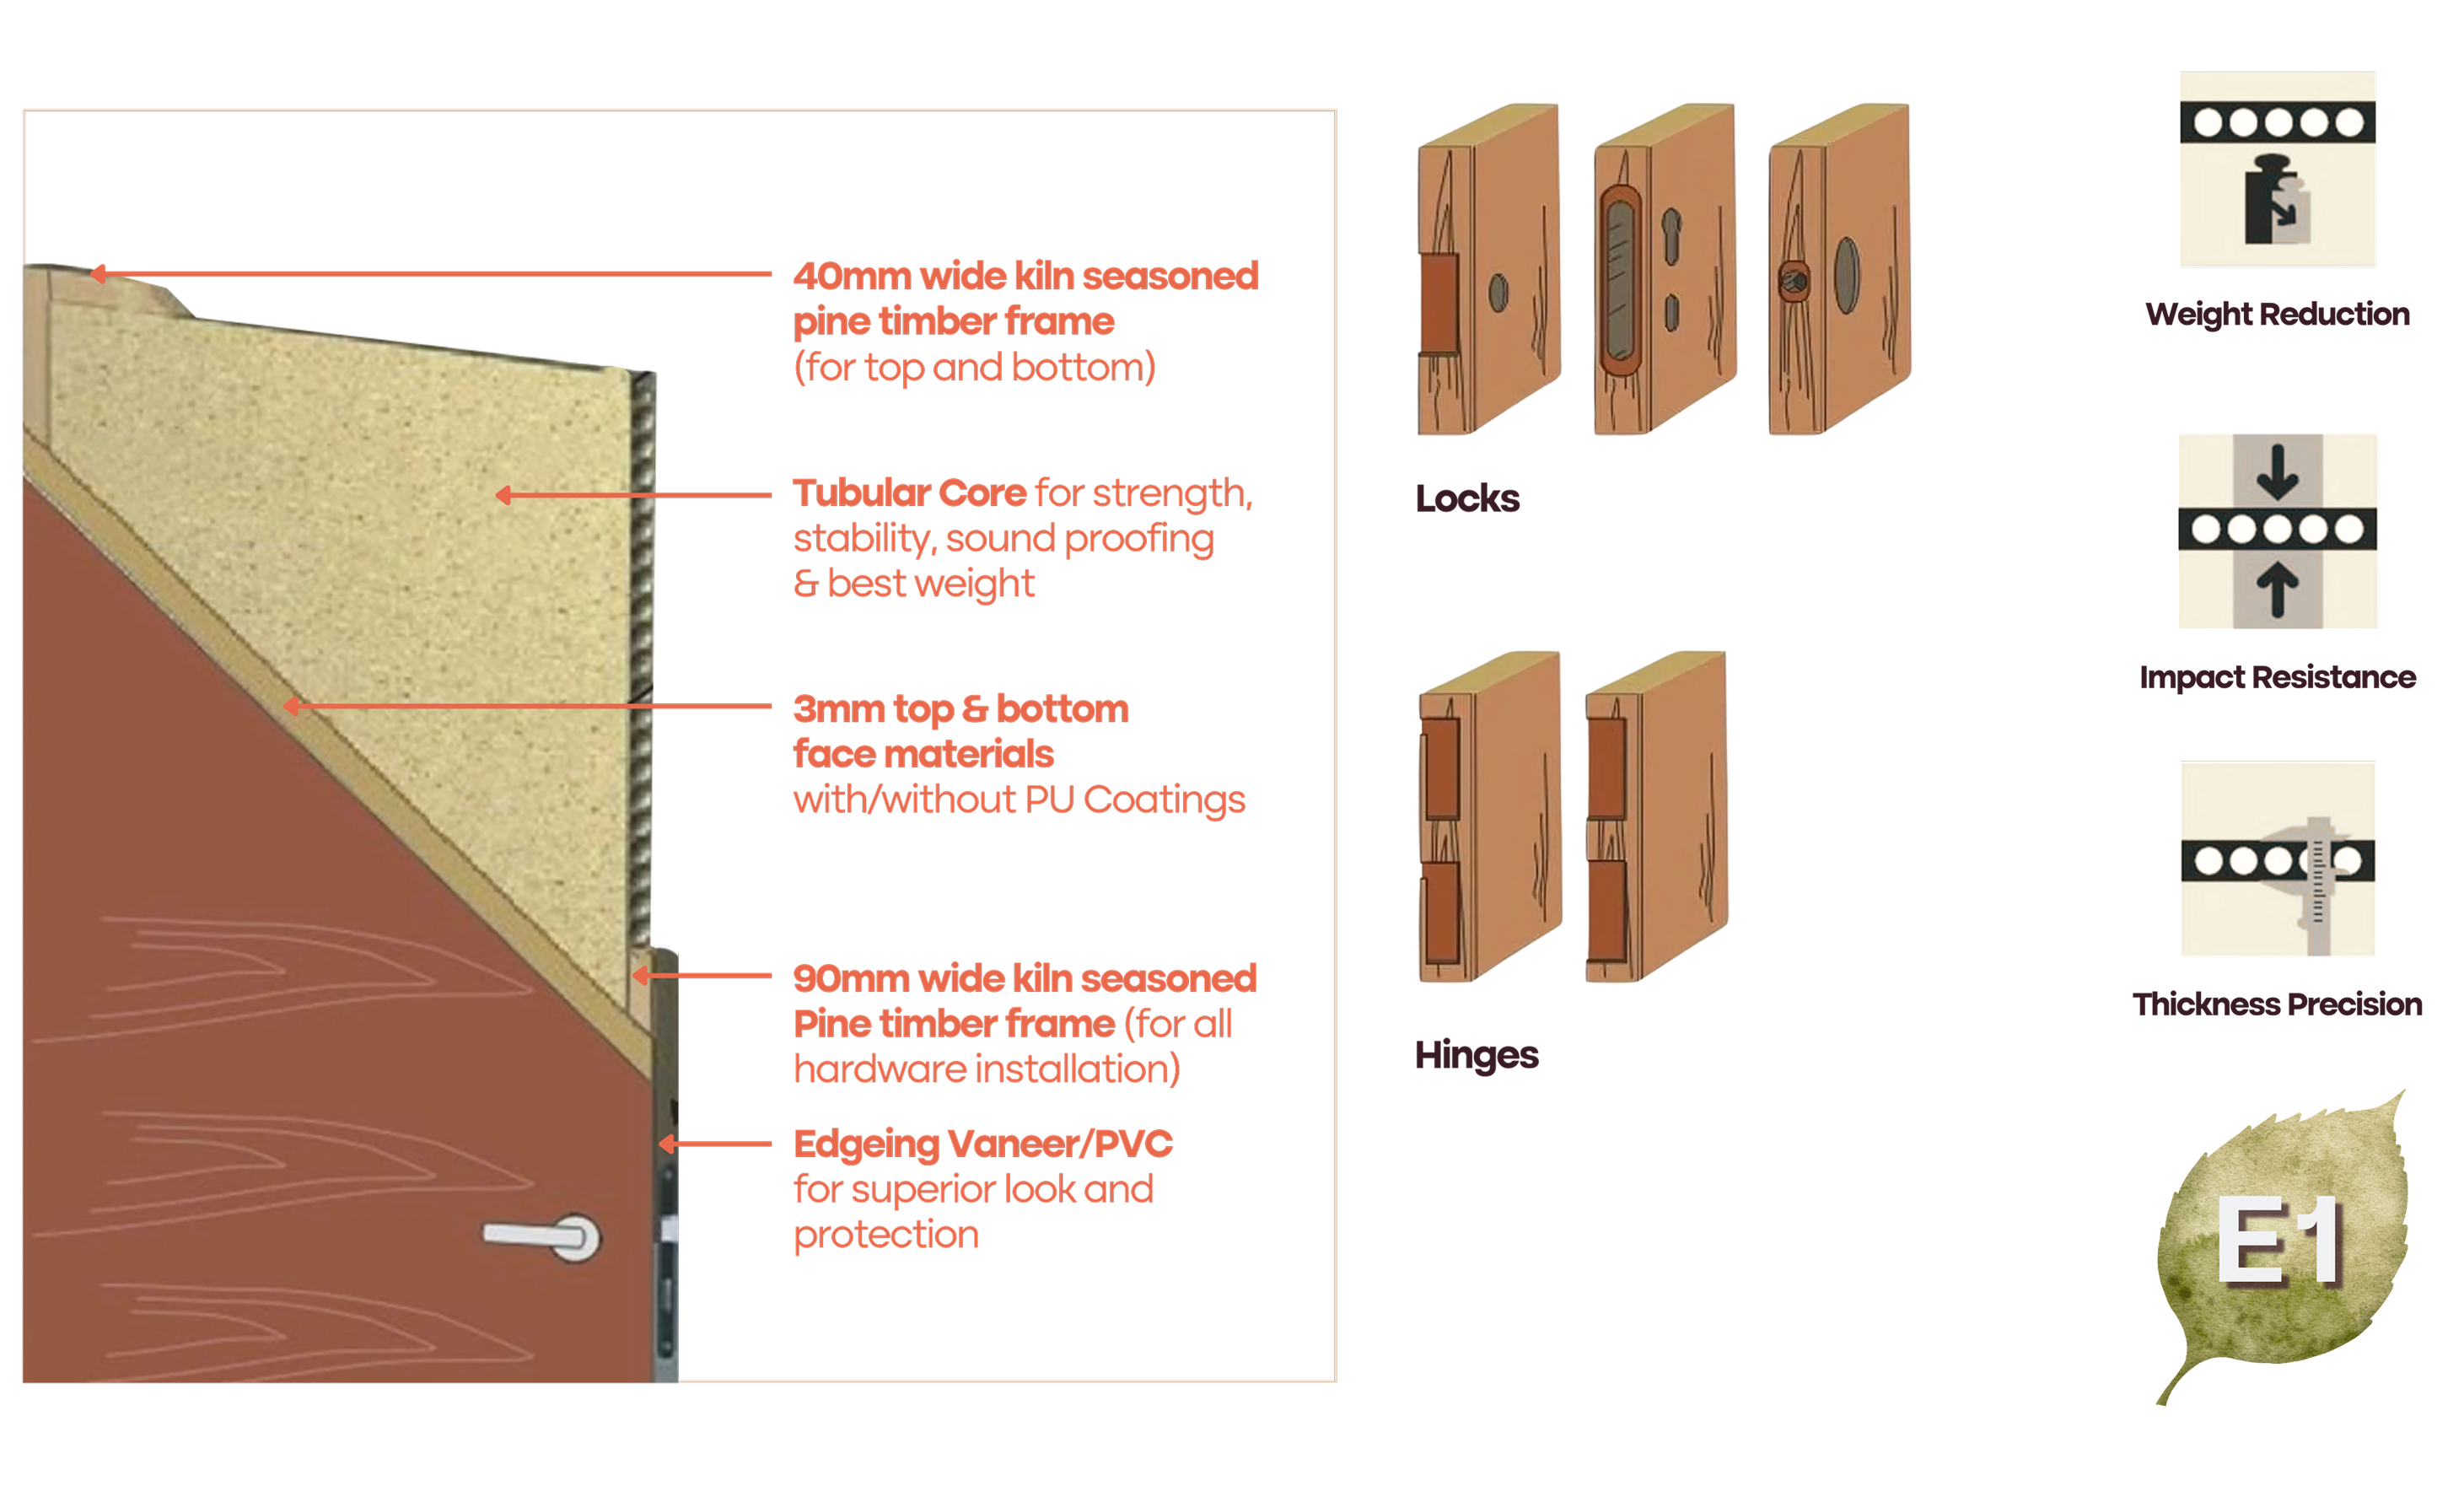 40mm wide kiln seasoned
pine timber frame
(for top and bottom)
Tubular Core for strength,
stability, sound proofing
& best weight
3mm top & bottom
face materials
with/without PU Coatings
90mm wide kiln seasoned
Pine timber frame (for all
hardware installation)
Edgeing Vaneer/PVC
for superior look and
protection
Locks
Hinges
Weight Reduction
Impact Resistance
Thickness Precision
E1